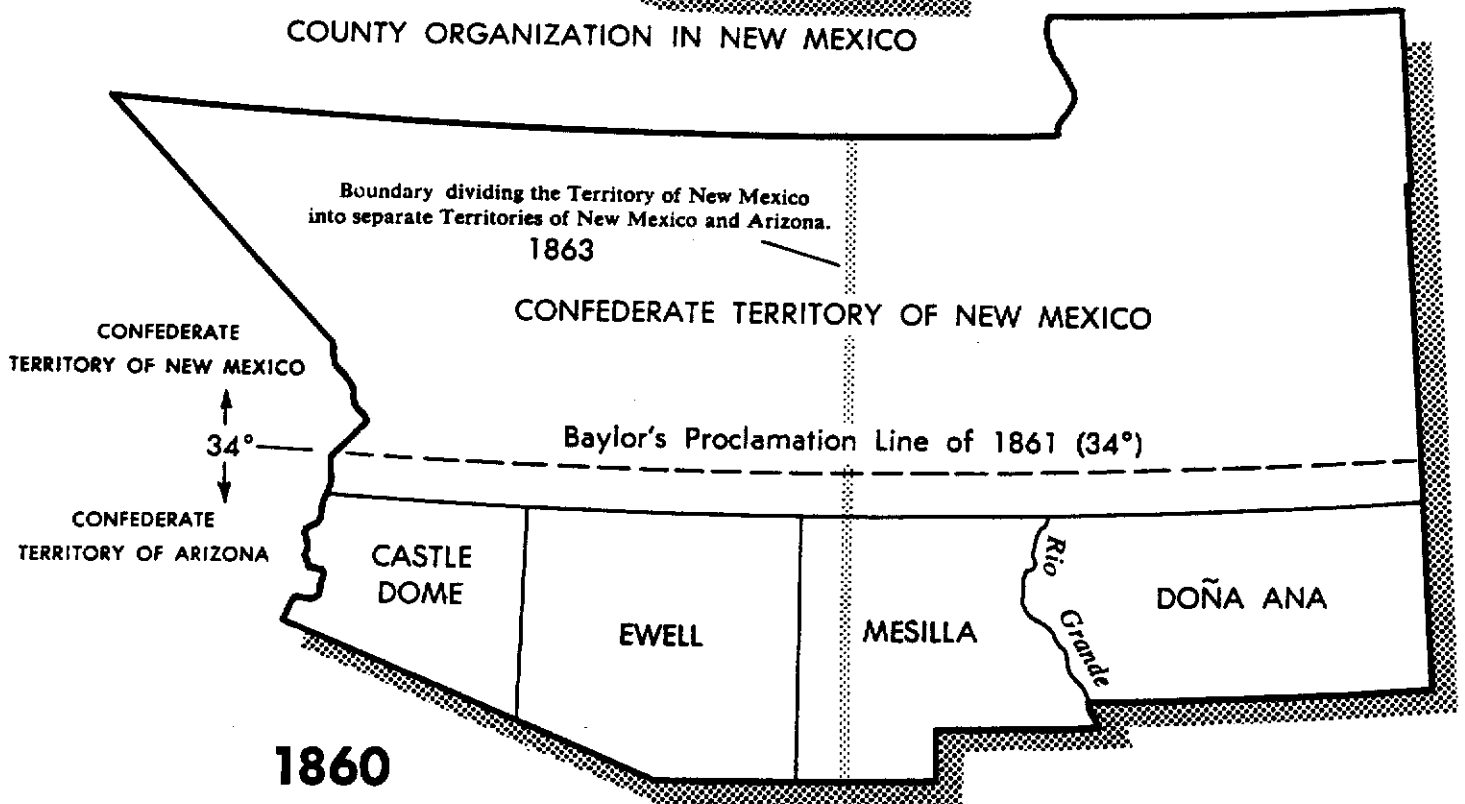 COUNTY ORGANIZATION IN NEW MEXICO
Boundary dividing the Territory of New Mexico
into separate Territories of New Mexico and Arizona.
1863
CONFEDERATE TERRITORY OF NEW MEXICO
CONFEDERATE
TERRITORY OF NEW MEXICO
34°
Baylor's Proclamation Line of 1861 (34°)
CONFEDERATE
TERRITORY OF ARIZONA
CASTLE
DOME
EWELL
MESILLA
Rio
Grande
DOÑA ANA
1860